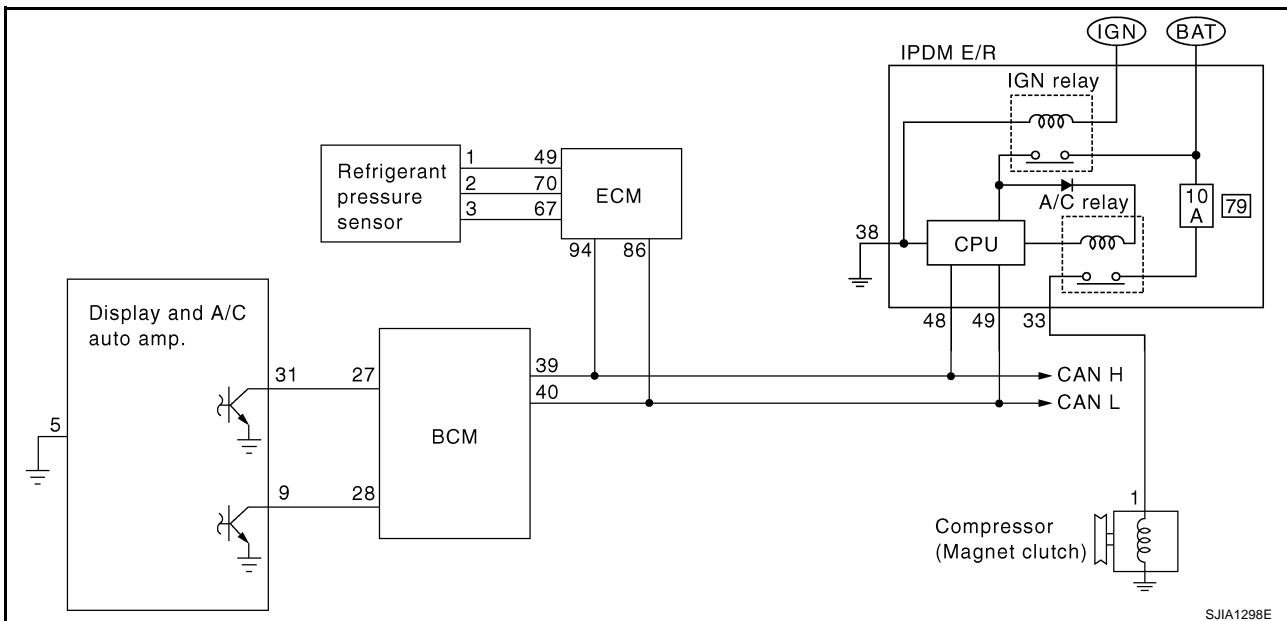 IGN
BAT
IPDM E/R
IGN relay
Refrigerant
pressure
sensor
1
2
3
49
70
67
ECM
94
86
10
A
79
A/C relay
38
CPU
48
49
33
Display and A/C
auto amp.
31
27
39
CAN H
40
CAN L
5
BCM
9
28
1
Compressor
(Magnet clutch)
SJIA1298E